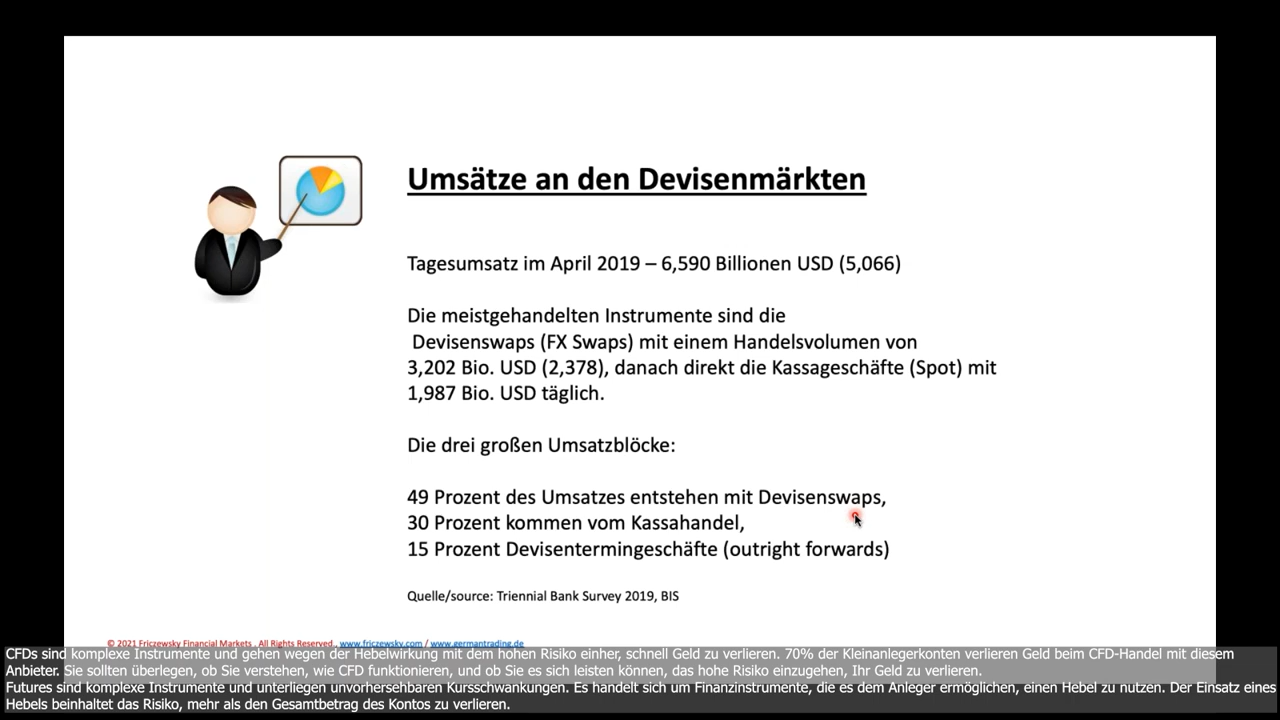 Umsätze an den Devisenmärkten
Tagesumsatz im April 2019 – 6,590 Billionen USD (5,066)
Die meistgehandelten Instrumente sind die
Devisenswaps (FX Swaps) mit einem Handelsvolumen von
3,202 Bio. USD (2,378), danach direkt die Kassageschäfte (Spot) mit
1,987 Bio. USD täglich.
Die drei großen Umsatzblöcke:
49 Prozent des Umsatzes entstehen mit Devisenswaps,
30 Prozent kommen vom Kassahandel,
15 Prozent Devisentermingeschäfte (outright forwards)
Quelle/source: Triennial Bank Survey 2019, BIS
© 2021 Friczewsky Financial Markets . All Rights Reserved . www.friczewsky.com / www.germantrading.de
CFDs sind komplexe Instrumente und gehen wegen der Hebelwirkung mit dem hohen Risiko einher, schnell Geld zu verlieren. 70% der Kleinanlegerkonten verlieren Geld beim CFD-Handel mit diesem
Anbieter. Sie sollten überlegen, ob Sie verstehen, wie CFD funktionieren, und ob Sie es sich leisten können, das hohe Risiko einzugehen, Ihr Geld zu verlieren.
Futures sind komplexe Instrumente und unterliegen unvorhersehbaren Kursschwankungen. Es handelt sich um Finanzinstrumente, die es dem Anleger ermöglichen, einen Hebel zu nutzen. Der Einsatz eines
Hebels beinhaltet das Risiko, mehr als den Gesamtbetrag des Kontos zu verlieren.